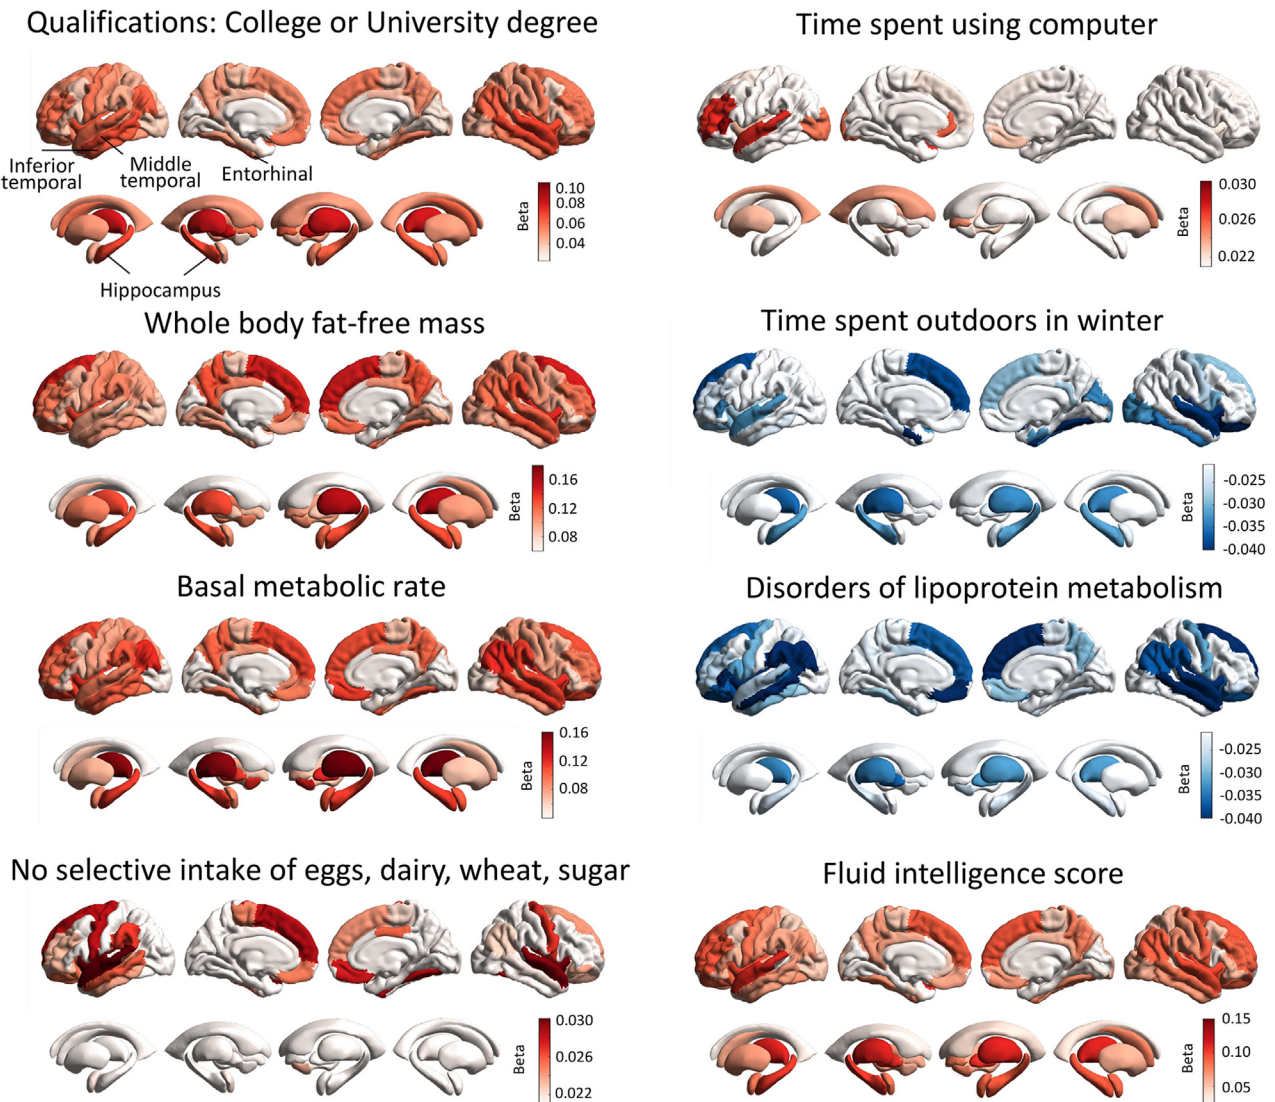 Qualifications: College or University degree
Inferior
temporal
Middle
temporal
Entorhinal
Hippocampus
Beta
0.10
0.08
0.06
0.04
Time spent using computer
Beta
0.030
0.026
0.022
Whole body fat-free mass
Beta
0.16
0.12
0.08
Time spent outdoors in winter
Beta
-0.025
-0.030
-0.035
-0.040
Basal metabolic rate
Beta
0.16
0.12
0.08
Disorders of lipoprotein metabolism
Beta
-0.025
-0.030
-0.035
-0.040
No selective intake of eggs, dairy, wheat, sugar
Beta
0.030
0.026
0.022
Fluid intelligence score
Beta
0.15
0.10
0.05